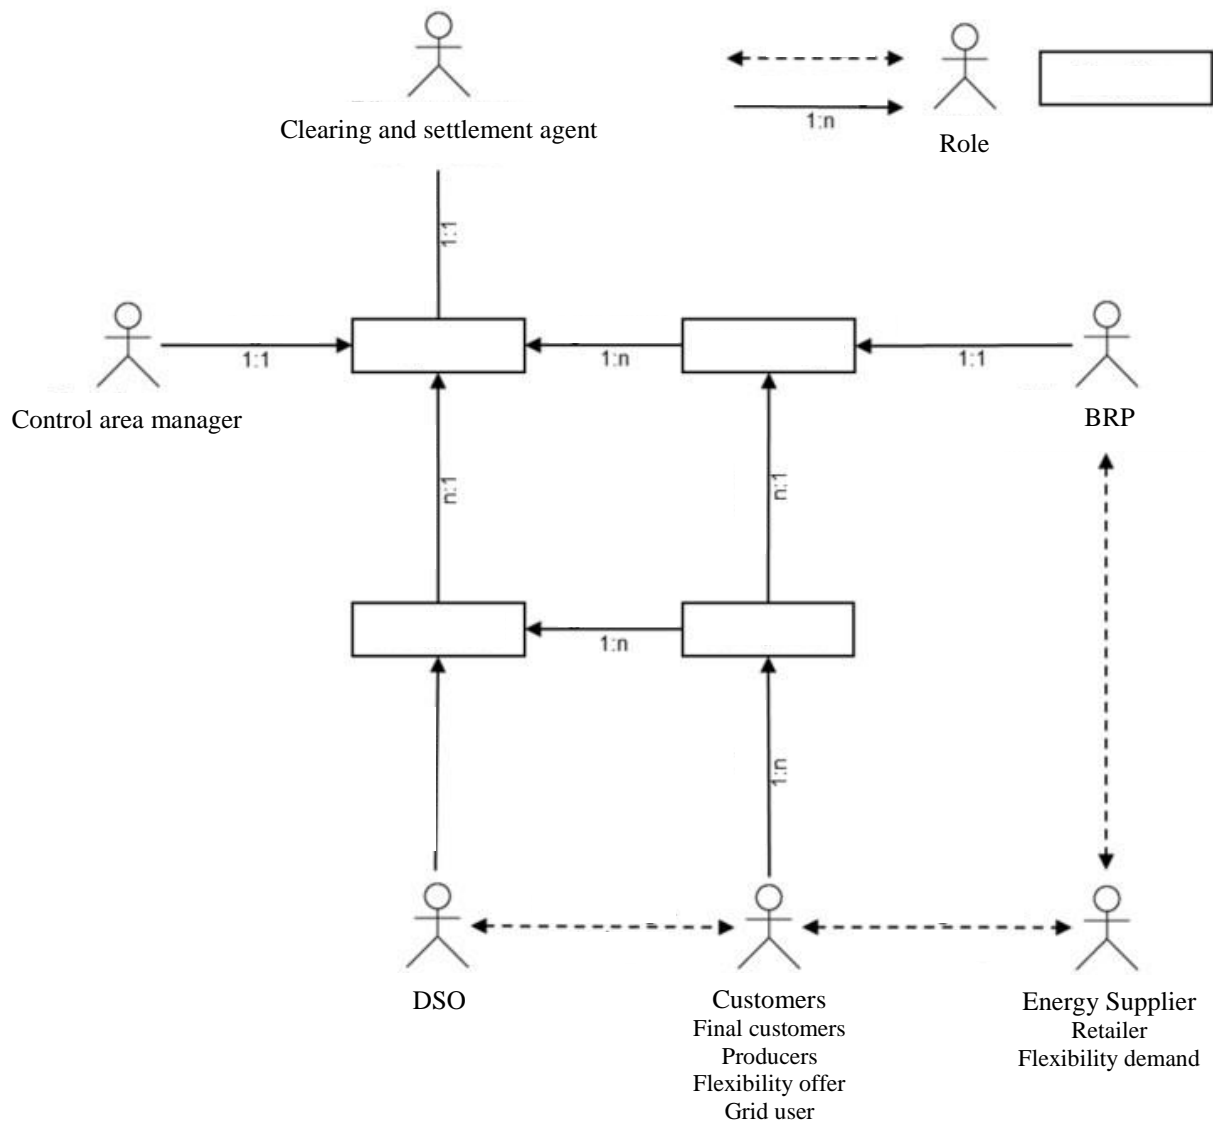 1:n
Role
Clearing and settlement agent
1:1
1:1
1:n
1:1
Control area manager
BRP
n:1
n:1
1:n
1:n
DSO
Customers
Final customers
Producers
Flexibility offer
Grid user
Energy Supplier
Retailer
Flexibility demand